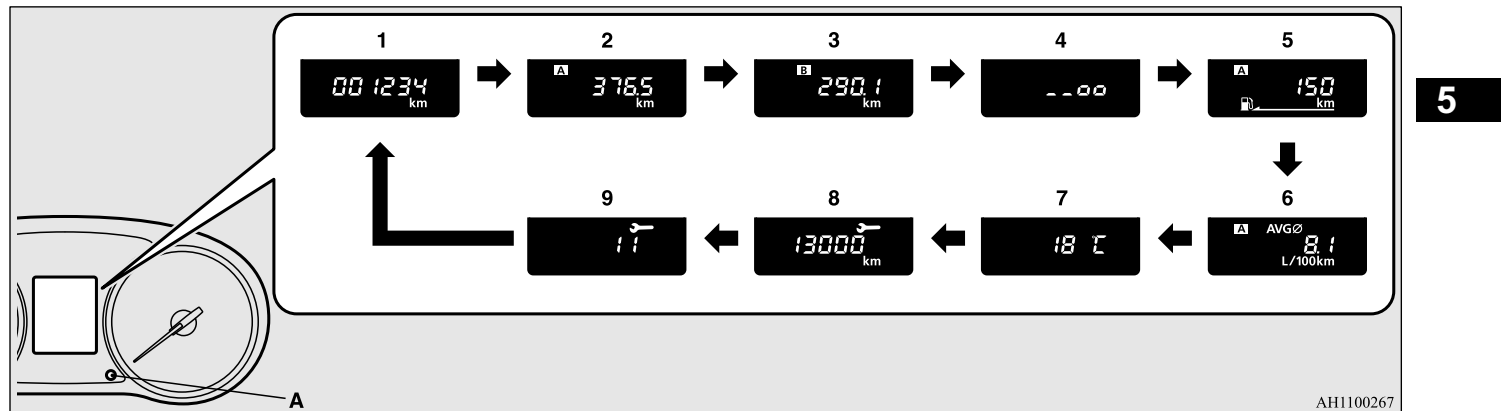 1 2 3 4 5
001234 km
A 376.5 km
B 290.1 km
_ _ o o
A 150 km
5
9 8 7 6
11
13000 km
18 °C
A AVGØ 8.1 L/100km
A
AH1100267